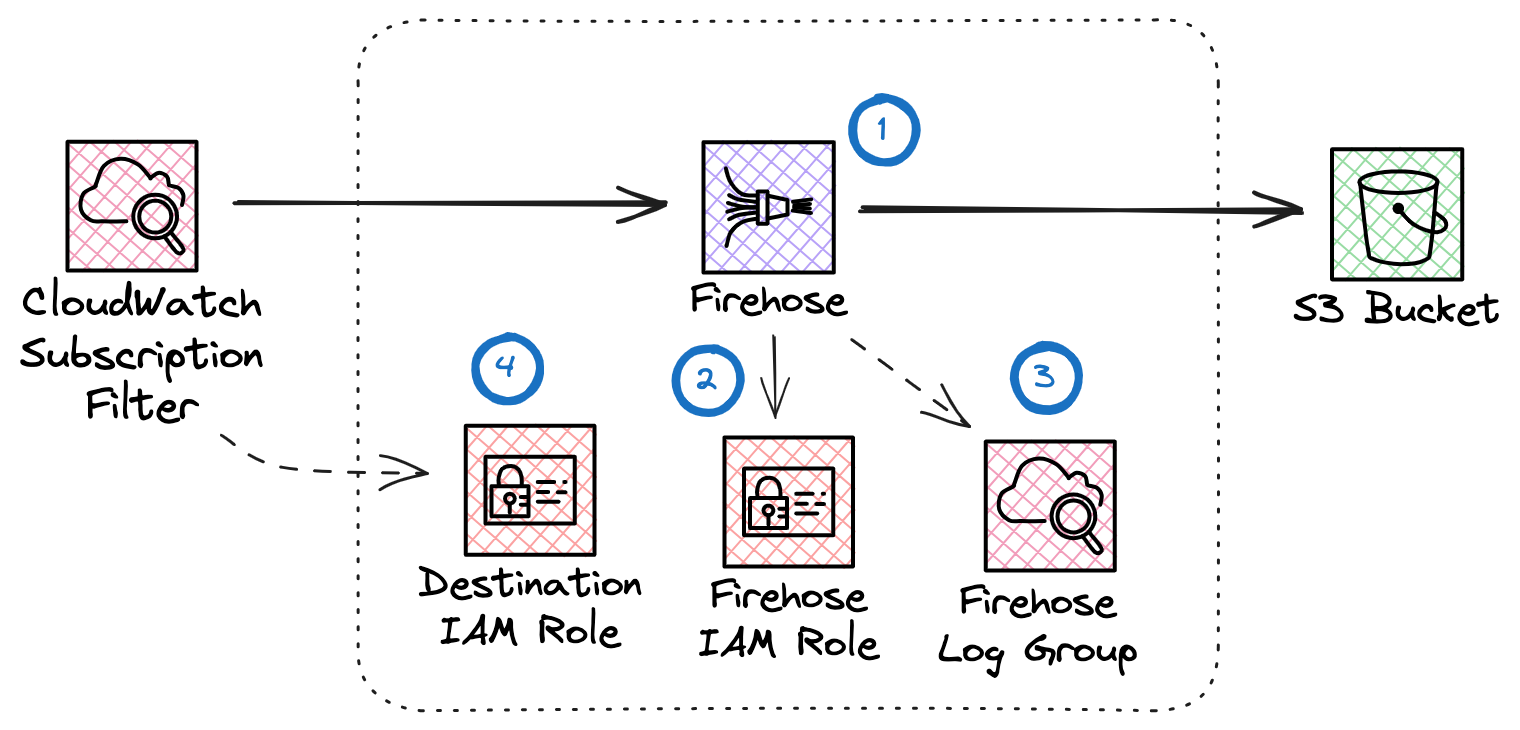 1
CloudWatch
Subscription
Filter
Firehose
S3 Bucket
4
2
3
Destination
IAM Role
Firehose
IAM Role
Firehose
Log Group